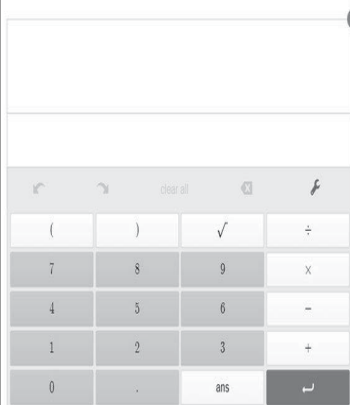 clear all
( ) √ ÷
7 8 9 ×
4 5 6 −
1 2 3 +
0 . ans